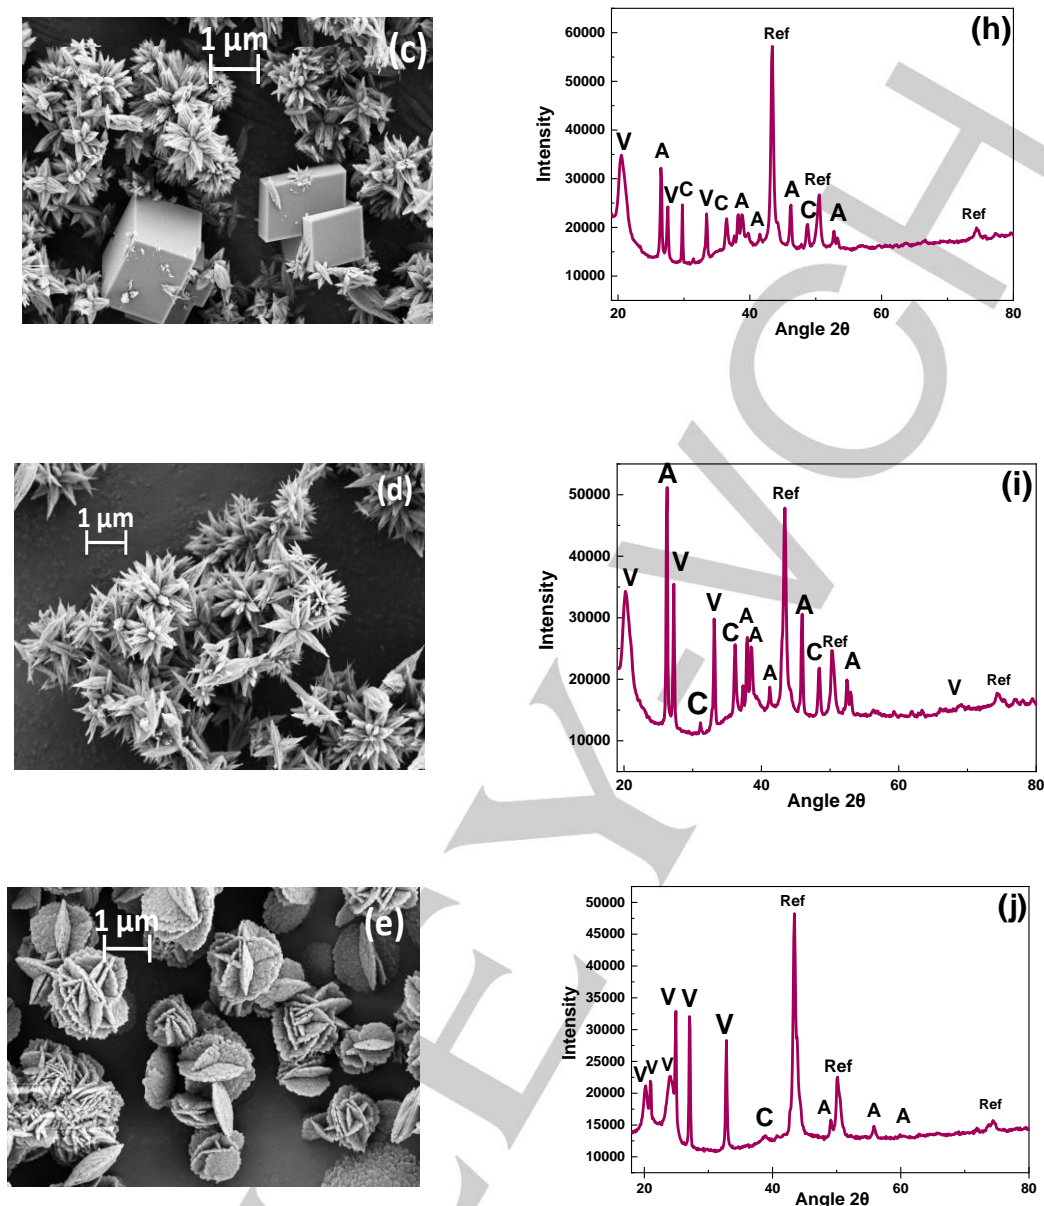 (c)
1 µm
(h)
Ref
60000
50000
40000
30000
20000
10000
Intensity
V
A
V
C
V
C
A
A
A
C
Ref
A
Ref
20
40
60
80
Angle 2θ
(d)
1 µm
(i)
A
Ref
50000
40000
30000
20000
10000
Intensity
V
V
V
C
C
A
A
A
A
C
Ref
A
V
Ref
20
40
60
80
Angle 2θ
(e)
1 µm
(j)
Ref
50000
45000
40000
35000
30000
25000
20000
15000
10000
Intensity
V
V
V
V
V
V
C
A
A
A
Ref
20
40
60
80
Angle 2θ
EY-VCH